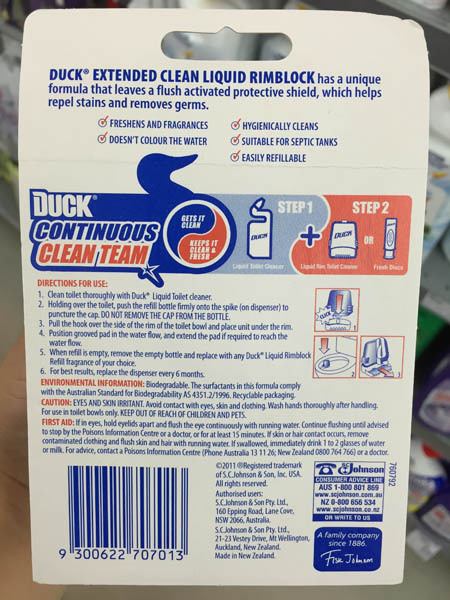 DUCK® EXTENDED CLEAN LIQUID RIMBLOCK has a unique
formula that leaves a flush activated protective shield, which helps
repel stains and removes germs.
FRESHENS AND FRAGRANCES
HYGIENICALLY CLEANS
DOESN'T COLOUR THE WATER
SUITABLE FOR SEPTIC TANKS
EASILY REFILLABLE
DUCK®
CONTINUOUS
CLEAN TEAM
GETS IT
CLEAN
KEEPS IT
CLEAN &
FRESH
STEP 1
STEP 2
DUCK
+
DUCK
OR
Liquid Toilet Cleaner
Liquid Rim Toilet Cleaner
Fresh Discs
DIRECTIONS FOR USE:
1. Clean toilet thoroughly with Duck® Liquid Toilet cleaner.
2. Holding over the toilet, push the refill bottle firmly onto the spike (on dispenser) to
puncture the cap. DO NOT REMOVE THE CAP FROM THE BOTTLE.
3. Pull the hook over the side of the rim of the toilet bowl and place unit under the rim.
4. Position grooved pad in the water flow, and extend the pad if required to reach the
water flow.
5. When refill is empty, remove the empty bottle and replace with any Duck® Liquid Rimblock
Refill fragrance of your choice.
6. For best results, replace the dispenser every 6 months.
CLICK
1
2
3
ENVIRONMENTAL INFORMATION: Biodegradable. The surfactants in this formula comply
with the Australian Standard for Biodegradability AS 4351.2/1996. Recyclable packaging.
CAUTION: EYES AND SKIN IRRITANT. Avoid contact with eyes, skin and clothing. Wash hands thoroughly after handling.
For use in toilet bowls only. KEEP OUT OF REACH OF CHILDREN AND PETS.
FIRST AID: If in eyes, hold eyelids apart and flush the eye continuously with running water. Continue flushing until advised
to stop by the Poisons Information Centre or a doctor, or for at least 15 minutes. If skin or hair contact occurs, remove
contaminated clothing and flush skin and hair with running water. If swallowed, immediately drink 1 to 2 glasses of water
or milk. For advice, contact a Poisons Information Centre (Phone Australia 13 11 26; New Zealand 0800 764 766) or a doctor.
9 300622 707013
©2011 ®Registered trademark
of S.C.Johnson & Son, Inc. USA.
All rights reserved.
Authorised users:
S.C.Johnson & Son Pty. Ltd.,
160 Epping Road, Lane Cove,
NSW 2066, Australia.
S.C.Johnson & Son Pty. Ltd.,
21-23 Vestey Drive, Mt Wellington,
Auckland, New Zealand.
Made in New Zealand.
SC Johnson
CONSUMER ADVICE LINE
AUS 1-800 801 869
www.scjohnson.com.au
NZ 0-800 656 534
www.scjohnson.co.nz
OR WRITE TO US
760792
A family company
since 1886.
Fisk Johnson